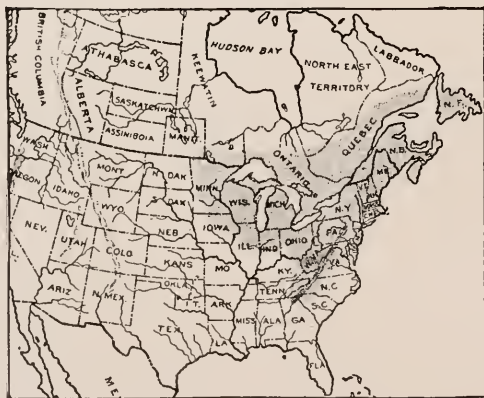 BRITISH COLUMBIA
ATHABASCA
ALBERTA
SASKATCHWN
ASSINIBOIA
MAN.
KEEWATIN
HUDSON BAY
NORTH EAST
TERRITORY
LABRADOR
N.F.
QUEBEC
ONTARIO
N.B.
WASH
OREGON
IDAHO
MONT
N. DAK
S. DAK
MINN.
WIS.
MICH.
WYO
NEB
IOWA
ILL
IND
OHIO
PA
N.Y.
ME
NEV.
UTAH
COLO
KANS
MO
KY.
W.V.
VA.
ARIZ
N. MEX
OKLA
I.T.
ARK
TENN.
N.C.
S.C.
TEX.
LA
MISS
ALA
GA
FLA